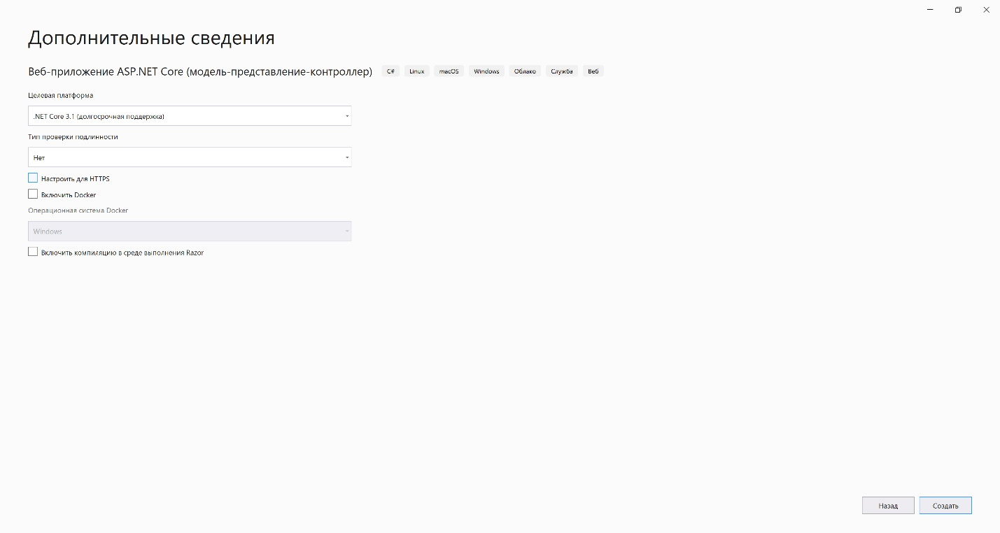 Дополнительные сведения
Веб-приложение ASP.NET Core (модель-представление-контроллер) C# Linux macOS Windows Облако Служба Веб
Целевая платформа
.NET Core 3.1 (долгосрочная поддержка)
Тип проверки подлинности
Нет
Настроить для HTTPS
Включить Docker
Операционная система Docker
Windows
Включить компиляцию в среде выполнения Razor
Назад Создать